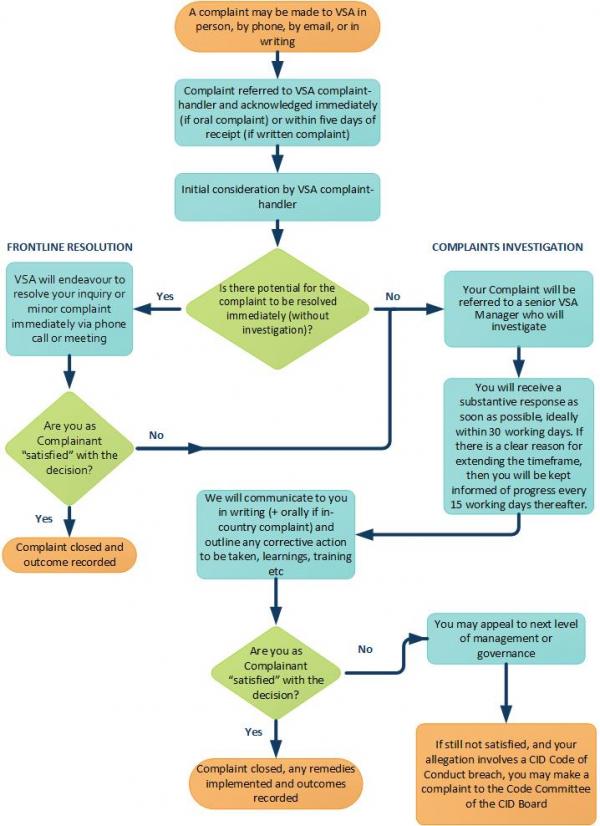 A complaint may be made to VSA in
person, by phone, by email, or in
writing
Complaint referred to VSA complaint-
handler and acknowledged immediately
(if oral complaint) or within five days of
receipt (if written complaint)
Initial consideration by VSA complaint-
handler
FRONTLINE RESOLUTION
COMPLAINTS INVESTIGATION
VSA will endeavour to
resolve your inquiry or
minor complaint
immediately via phone
call or meeting
Yes
Is there potential for the
complaint to be resolved
immediately (without
investigation)?
No
Your Complaint will be
referred to a senior VSA
Manager who will
investigate
Are you as
Complainant
“satisfied” with the
decision?
No
You will receive a
substantive response as
soon as possible, ideally
within 30 working days. If
there is a clear reason for
extending the timeframe,
then you will be kept
informed of progress every
15 working days thereafter.
Yes
Complaint closed and
outcome recorded
We will communicate to you
in writing (+ orally if in-
country complaint) and
outline any corrective action
to be taken, learnings, training
etc
Are you as
Complainant
“satisfied” with the
decision?
No
You may appeal to next level
of management or
governance
Yes
Complaint closed, any remedies
implemented and outcomes
recorded
If still not satisfied, and your
allegation involves a CID Code of
Conduct breach, you may make a
complaint to the Code Committee
of the CID Board